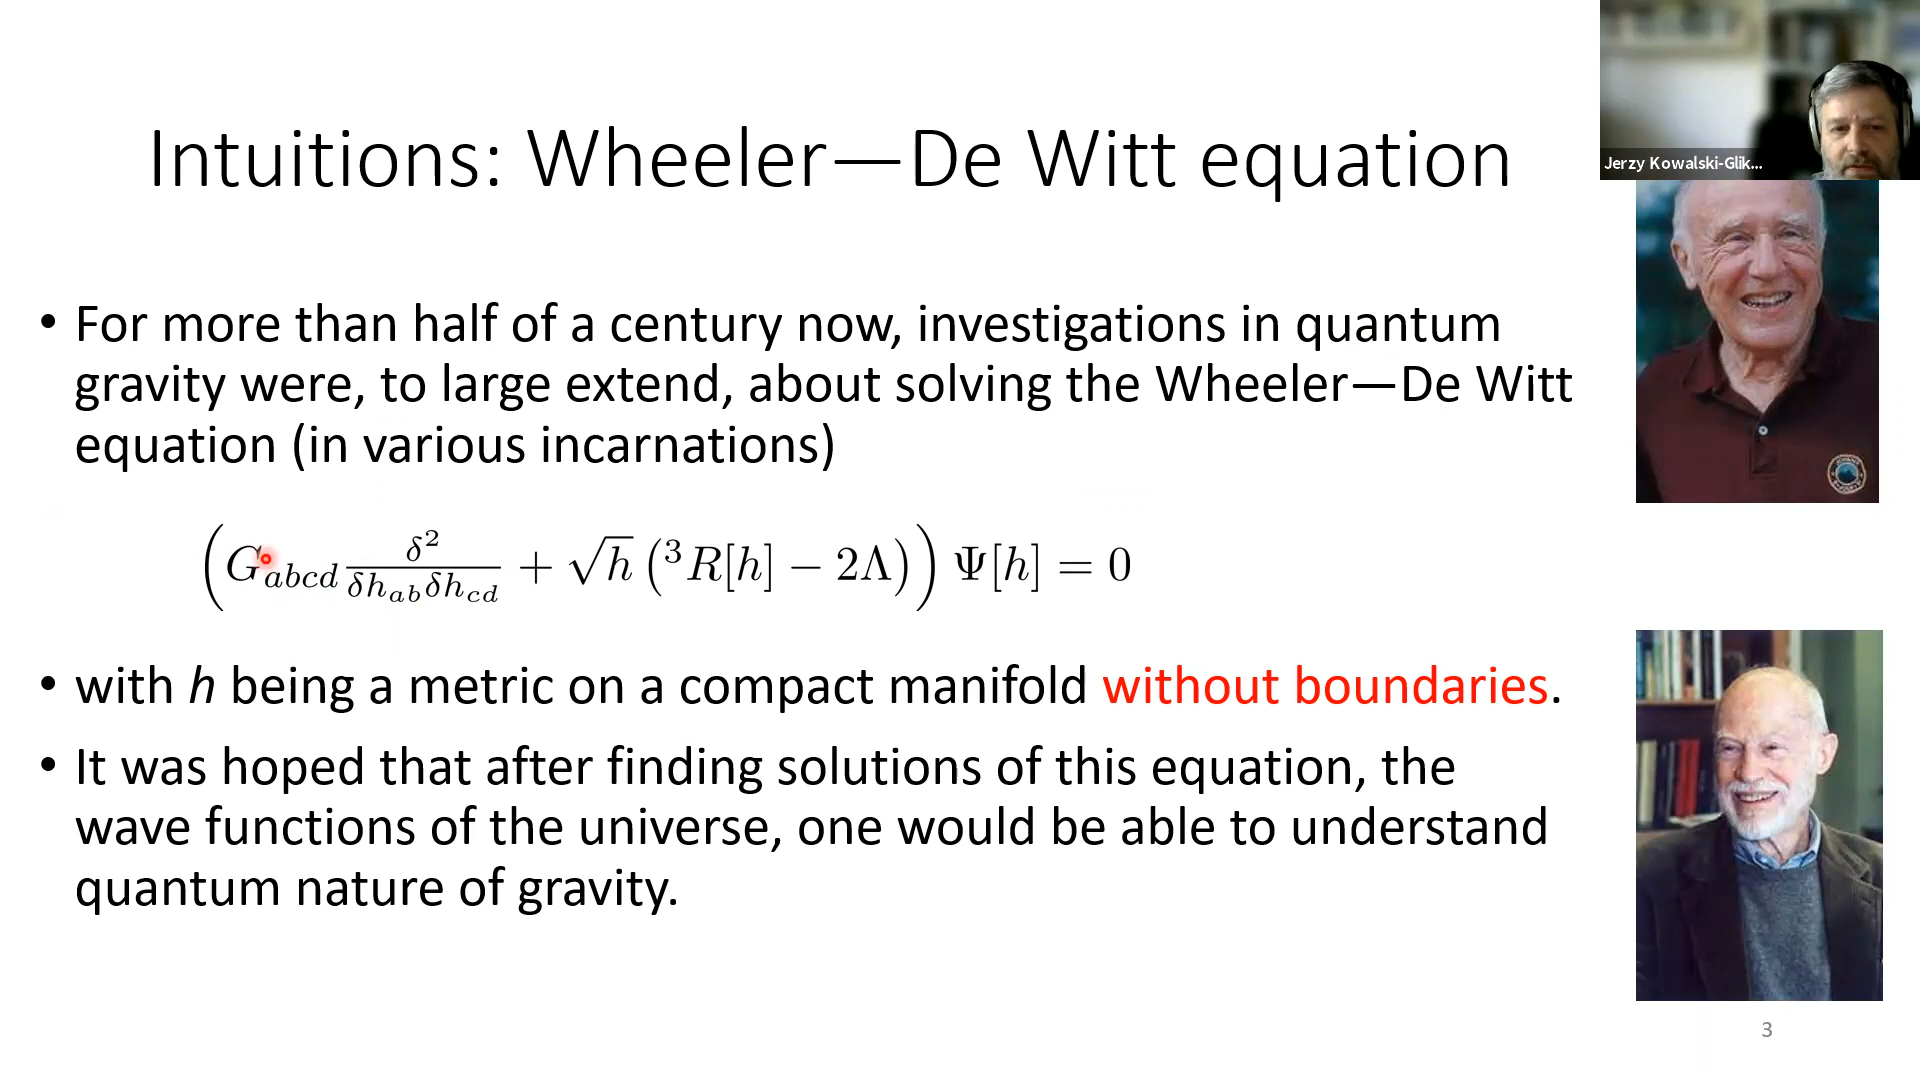 Intuitions: Wheeler—De Witt equation
Jerzy Kowalski-Glik...
• For more than half of a century now, investigations in quantum
gravity were, to large extend, about solving the Wheeler—De Witt
equation (in various incarnations)
(G_{abcd} δ²/(δh_{ab}δh_{cd}) + √h (³R[h] − 2Λ)) Ψ[h] = 0
• with h being a metric on a compact manifold without boundaries.
• It was hoped that after finding solutions of this equation, the
wave functions of the universe, one would be able to understand
quantum nature of gravity.
3